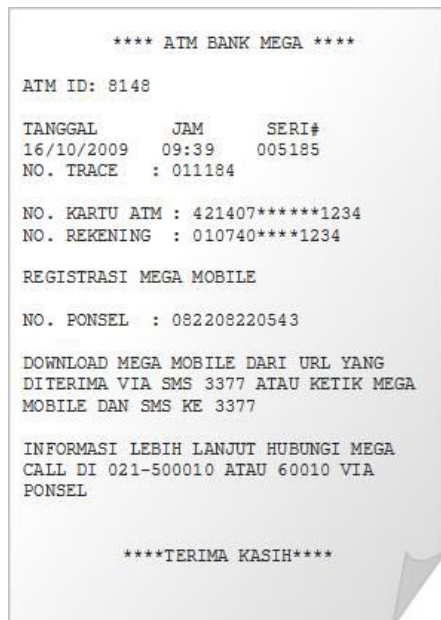 **** ATM BANK MEGA ****
ATM ID: 8148
TANGGAL JAM SERI#
16/10/2009 09:39 005185
NO. TRACE : 011184
NO. KARTU ATM : 421407******1234
NO. REKENING : 010740****1234
REGISTRASI MEGA MOBILE
NO. PONSEL : 082208220543
DOWNLOAD MEGA MOBILE DARI URL YANG
DITERIMA VIA SMS 3377 ATAU KETIK MEGA
MOBILE DAN SMS KE 3377
INFORMASI LEBIH LANJUT HUBUNGI MEGA
CALL DI 021-500010 ATAU 60010 VIA
PONSEL
****TERIMA KASIH****